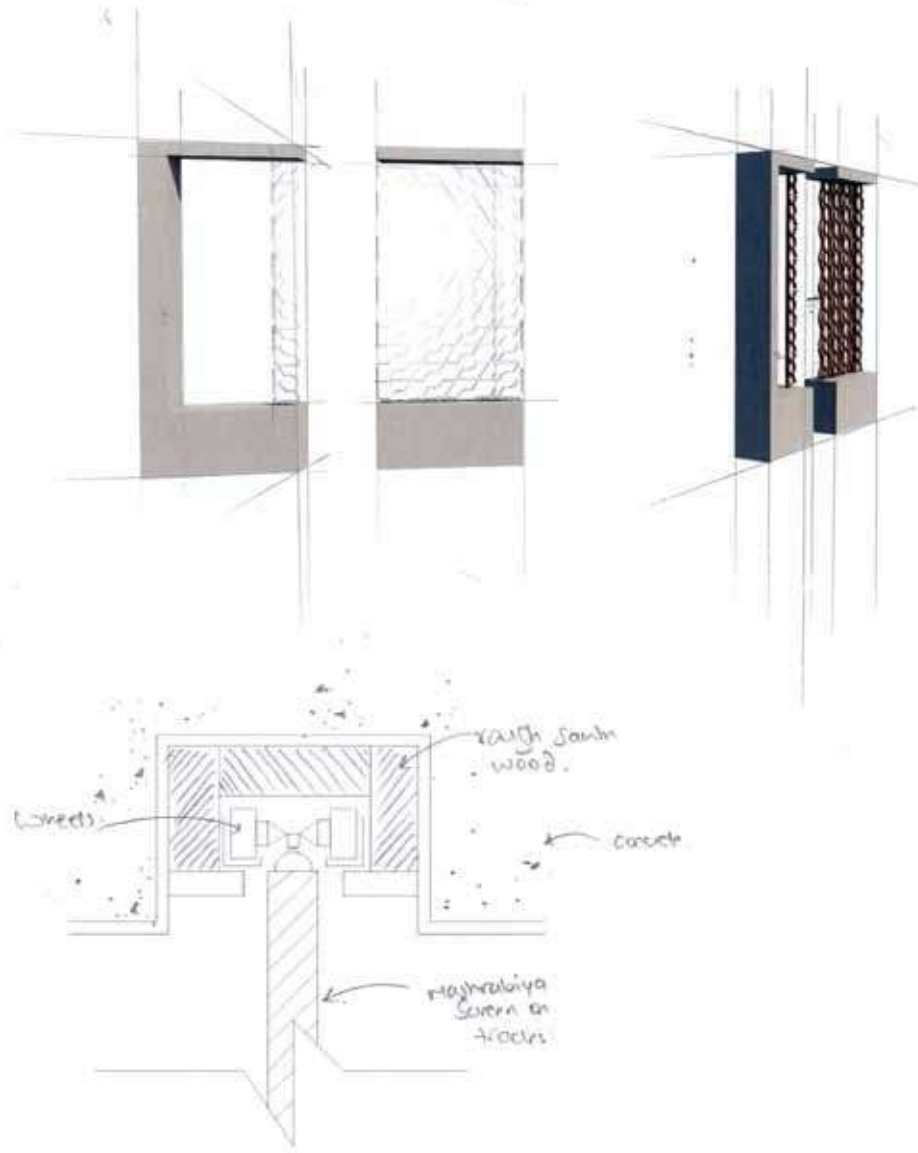 rough sawn
wood.
wheels
concrete
Mashrabiya
screen on
tracks